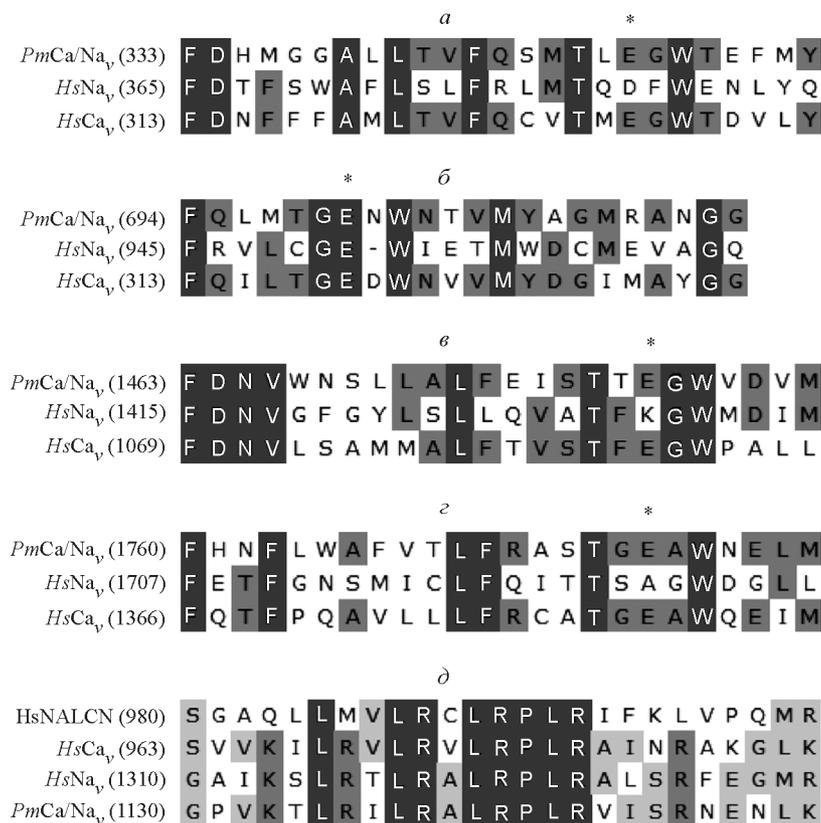 а *
PmCa/Nav (333) F D H M G G A L L T V F Q S M T L E G W T E F M Y
HsNav (365) F D T F S W A F L S L F R L M T Q D F W E N L Y Q
HsCav (313) F D N F F F A M L T V F Q C V T M E G W T D V L Y
* б
PmCa/Nav (694) F Q L M T G E N W N T V M Y A G M R A N G G
HsNav (945) F R V L C G E - W I E T M W D C M E V A G Q
HsCav (313) F Q I L T G E D W N V V M Y D G I M A Y G G
в *
PmCa/Nav (1463) F D N V W N S L L A L F E I S T T E G W V D V M
HsNav (1415) F D N V G F G Y L S L L Q V A T F K G W M D I M
HsCav (1069) F D N V L S A M M A L F T V S T F E G W P A L L
г *
PmCa/Nav (1760) F H N F L W A F V T L F R A S T G E A W N E L M
HsNav (1707) F E T F G N S M I C L F Q I T T S A G W D G L L
HsCav (1366) F Q T F P Q A V L L L F R C A T G E A W Q E I M
д
HsNALCN (980) S G A Q L L M V L R C L R P L R I F K L V P Q M R
HsCav (963) S V V K I L R V L R V L R P L R A I N R A K G L K
HsNav (1310) G A I K S L R T L R A L R P L R A L S R F E G M R
PmCa/Nav (1130) G P V K T L R I L R A L R P L R V I S R N E N L K